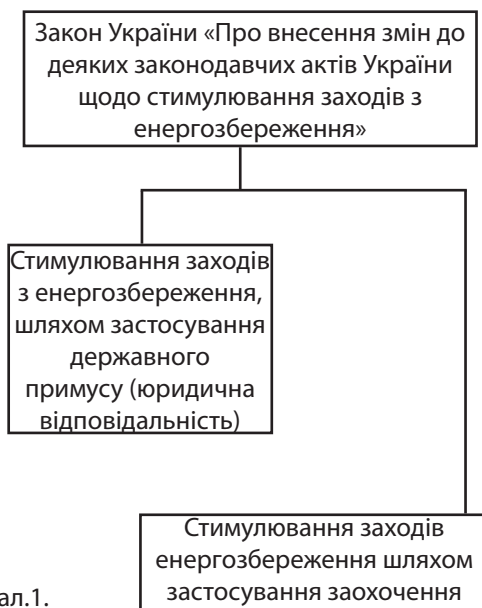 Закон України «Про внесення змін до
деяких законодавчих актів України
щодо стимулювання заходів з
енергозбереження»
Стимулювання заходів
з енергозбереження,
шляхом застосування
державного
примусу (юридична
відповідальність)
Стимулювання заходів
енергозбереження шляхом
застосування заохочення
ал.1.